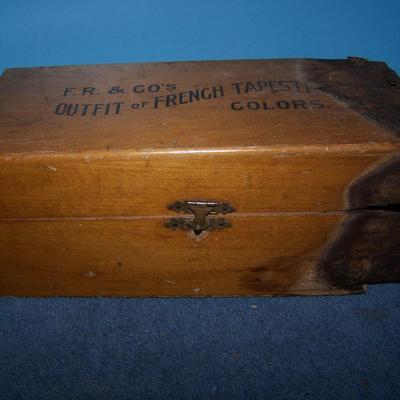 F.R. & CO'S
OUTFIT OF FRENCH TAPEST
COLORS.